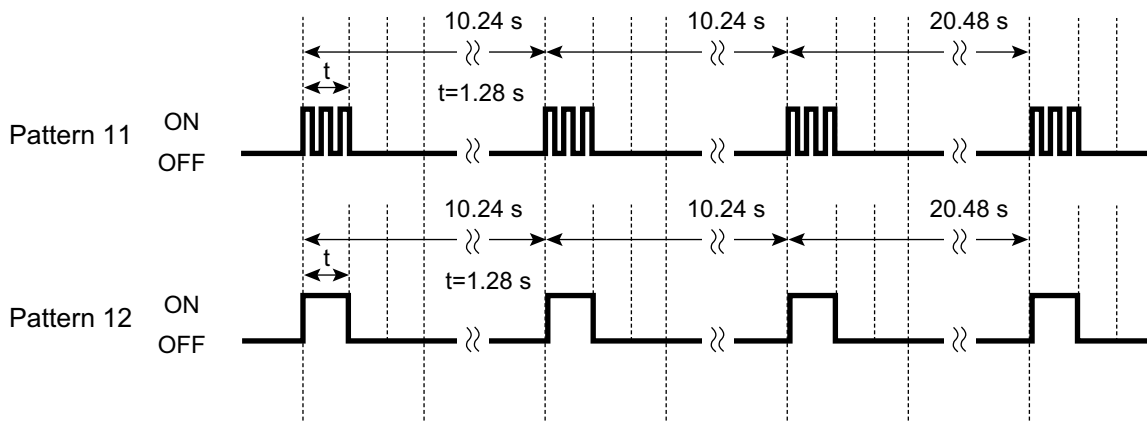 10.24 s 10.24 s 20.48 s
t
t=1.28 s
Pattern 11 ON
OFF
10.24 s 10.24 s 20.48 s
t
t=1.28 s
Pattern 12 ON
OFF